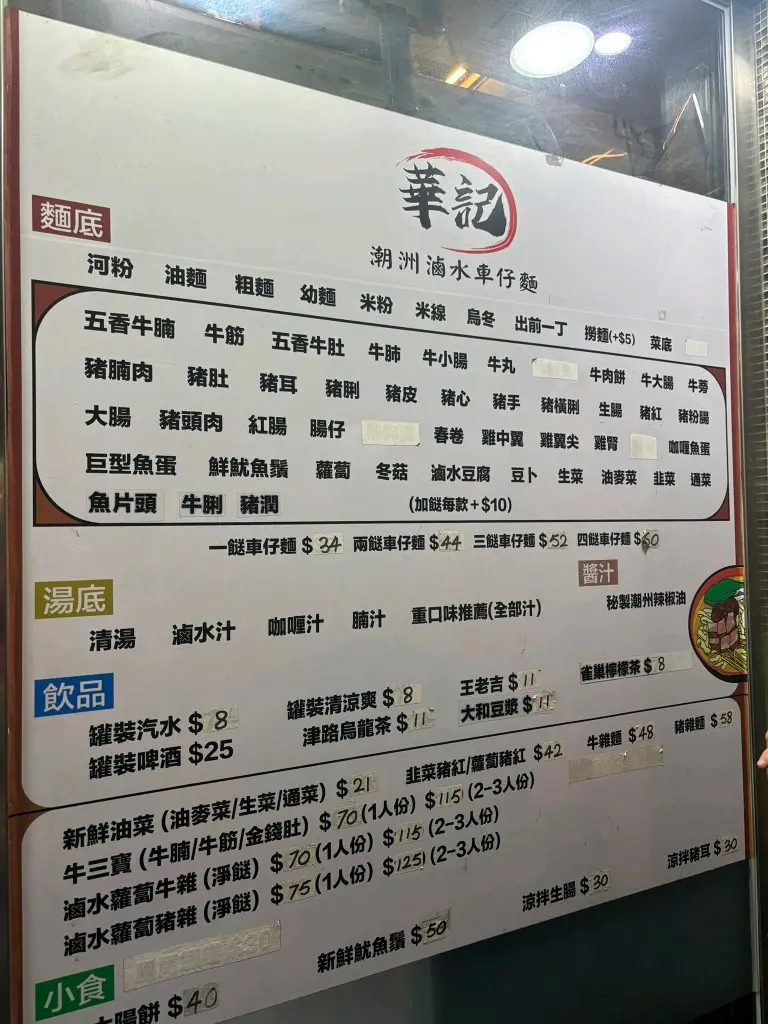 華記
潮洲滷水車仔麵
麵底
河粉 油麵 粗麵 幼麵 米粉 米線 烏冬 出前一丁 撈麵(+$5) 菜底
五香牛腩 牛筋 五香牛肚 牛肺 牛小腸 牛丸 牛肉餅 牛大腸 牛蒡
豬腩肉 豬肚 豬耳 豬脷 豬皮 豬心 豬手 豬橫脷 生腸 豬紅 豬粉腸
大腸 豬頭肉 紅腸 腸仔 春卷 雞中翼 雞翼尖 雞腎 咖喱魚蛋
巨型魚蛋 鮮魷魚鬚 蘿蔔 冬菇 滷水豆腐 豆卜 生菜 油麥菜 韭菜 通菜
魚片頭 牛脷 豬潤 (加餸每款+$10)
一餸車仔麵 $34 兩餸車仔麵 $44 三餸車仔麵 $52 四餸車仔麵 $60
湯底
清湯 滷水汁 咖喱汁 腩汁 重口味推薦(全部汁)
醬汁
秘製潮州辣椒油
飲品
罐裝汽水 $8 罐裝清涼爽 $8 王老吉 $11 雀巢檸檬茶 $8
罐裝啤酒 $25 津路烏龍茶 $11 大和豆漿 $11
新鮮油菜 (油麥菜/生菜/通菜) $21 韭菜豬紅/蘿蔔豬紅 $42 牛雜麵 $48 豬雜麵 $58
牛三寶 (牛腩/牛筋/金錢肚) $70 (1人份) $115 (2-3人份)
滷水蘿蔔牛雜 (淨餸) $70 (1人份) $115 (2-3人份)
滷水蘿蔔豬雜 (淨餸) $75 (1人份) $125 (2-3人份)
小食
新鮮魷魚鬚 $50 涼拌生腸 $30 涼拌豬耳 $30
腸餅 $40